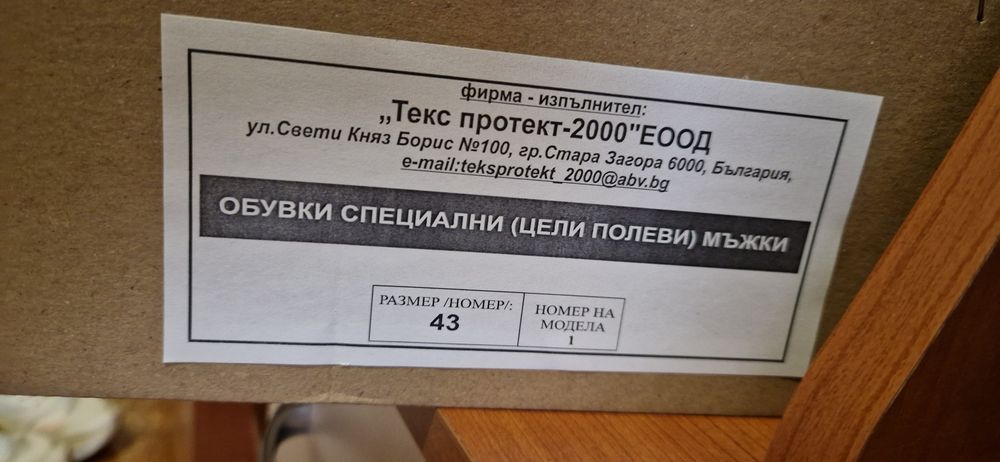 фирма - изпълнител:
„Текс протект-2000"ЕООД
ул.Свети Княз Борис №100, гр.Стара Загора 6000, България,
e-mail:teksprotekt_2000@abv.bg
ОБУВКИ СПЕЦИАЛНИ (ЦЕЛИ ПОЛЕВИ) МЪЖКИ
РАЗМЕР /НОМЕР/:
43
НОМЕР НА
МОДЕЛА
1